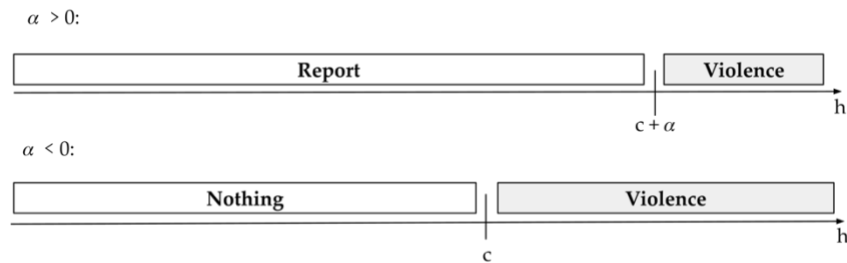 α > 0:
Report
Violence
h
c + α
α < 0:
Nothing
Violence
h
c